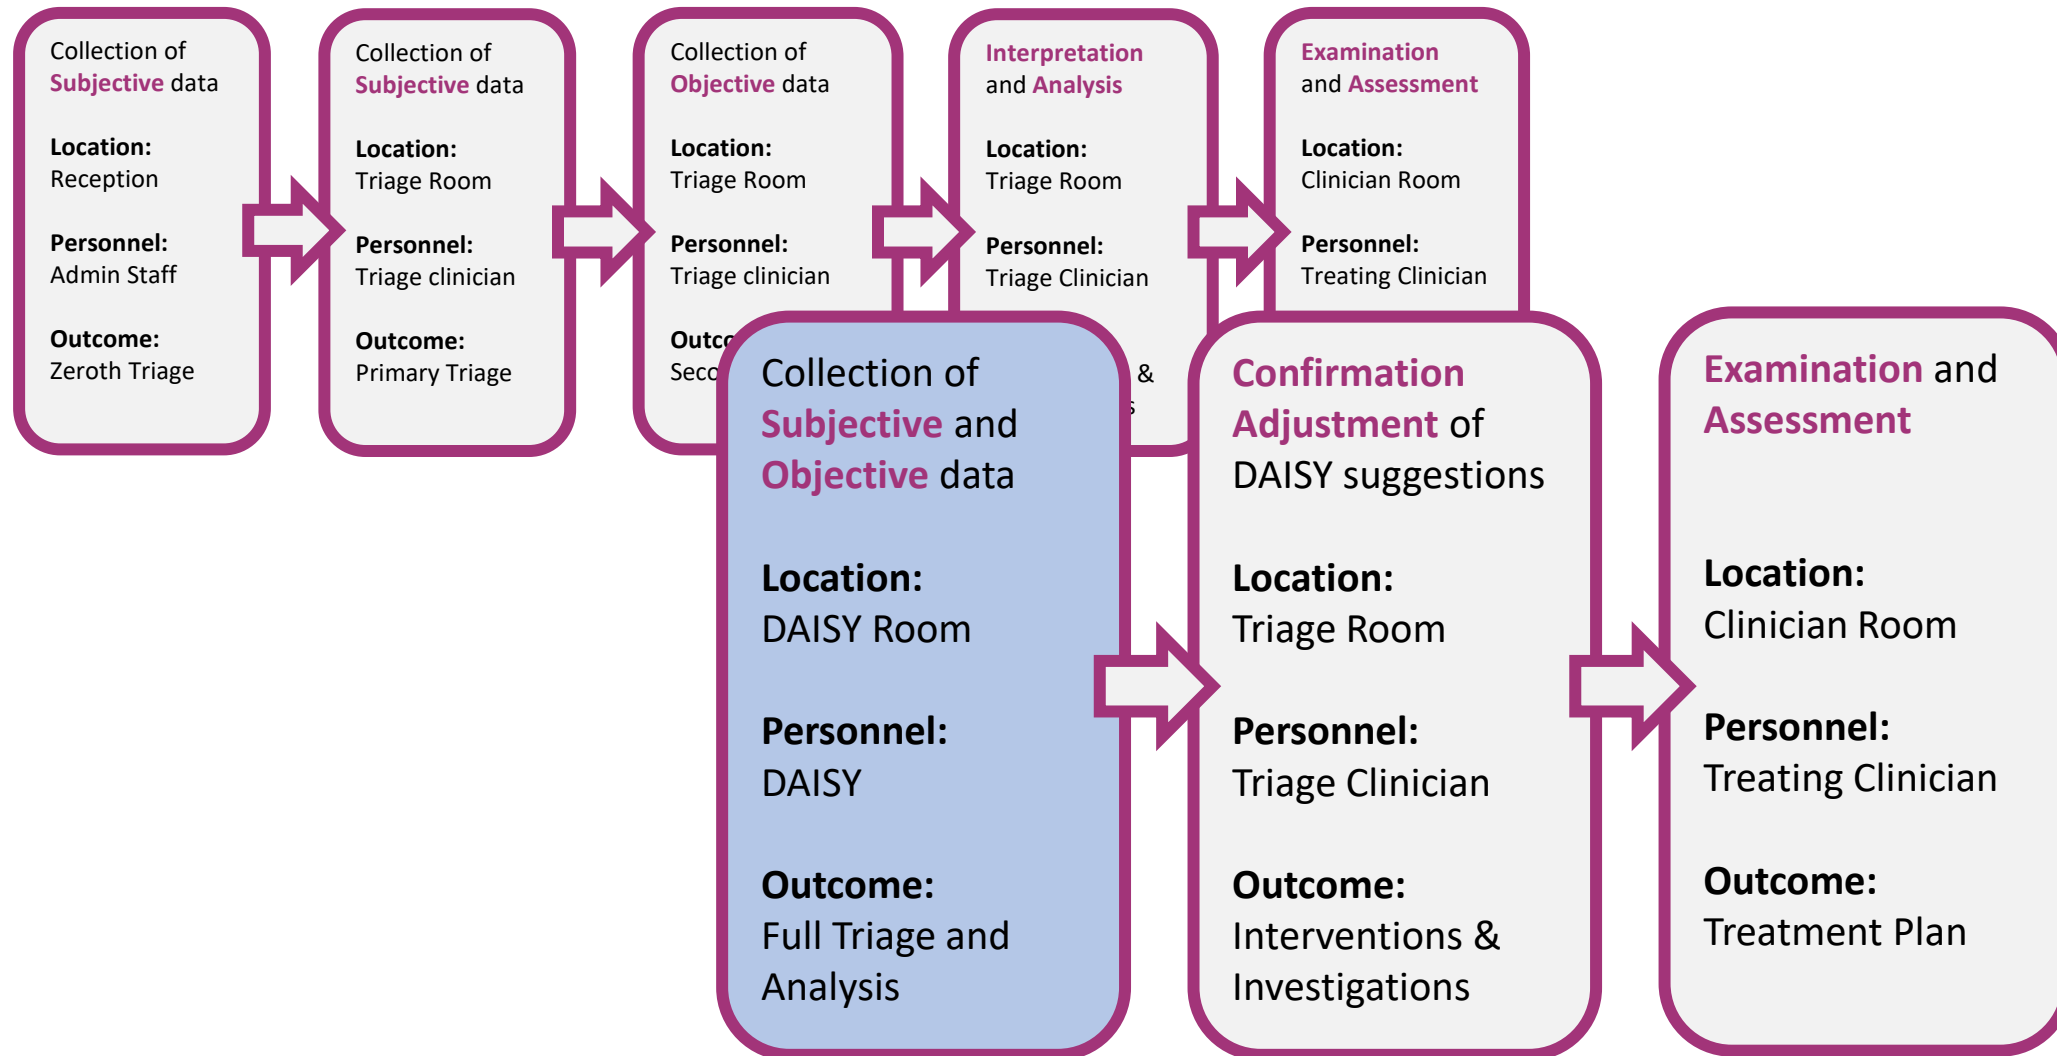 Collection of
Subjective data
Location:
Reception
Personnel:
Admin Staff
Outcome:
Zeroth Triage
Collection of
Subjective data
Location:
Triage Room
Personnel:
Triage clinician
Outcome:
Primary Triage
Collection of
Objective data
Location:
Triage Room
Personnel:
Triage clinician
Interpretation
and Analysis
Location:
Triage Room
Personnel:
Triage Clinician
&
Examination
and Assessment
Location:
Clinician Room
Personnel:
Treating Clinician
Collection of
Subjective and
Objective data
Location:
DAISY Room
Personnel:
DAISY
Outcome:
Full Triage and
Analysis
Confirmation
Adjustment of
DAISY suggestions
Location:
Triage Room
Personnel:
Triage Clinician
Outcome:
Interventions &
Investigations
Examination and
Assessment
Location:
Clinician Room
Personnel:
Treating Clinician
Outcome:
Treatment Plan